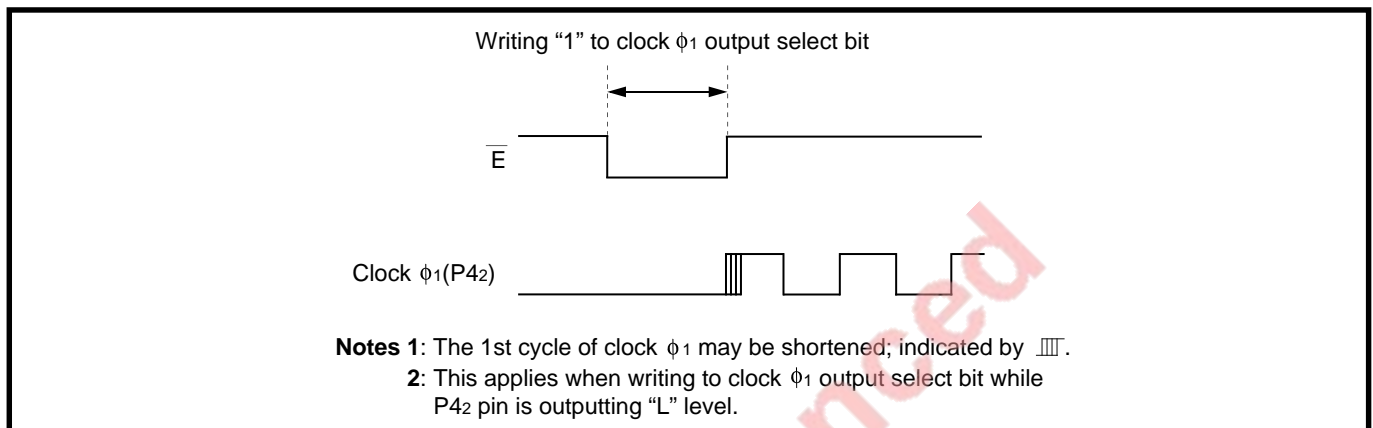 Writing “1” to clock ϕ1 output select bit
E
Clock ϕ1(P42)
Notes 1: The 1st cycle of clock ϕ1 may be shortened; indicated by .
2: This applies when writing to clock ϕ1 output select bit while
P42 pin is outputting “L” level.
nced